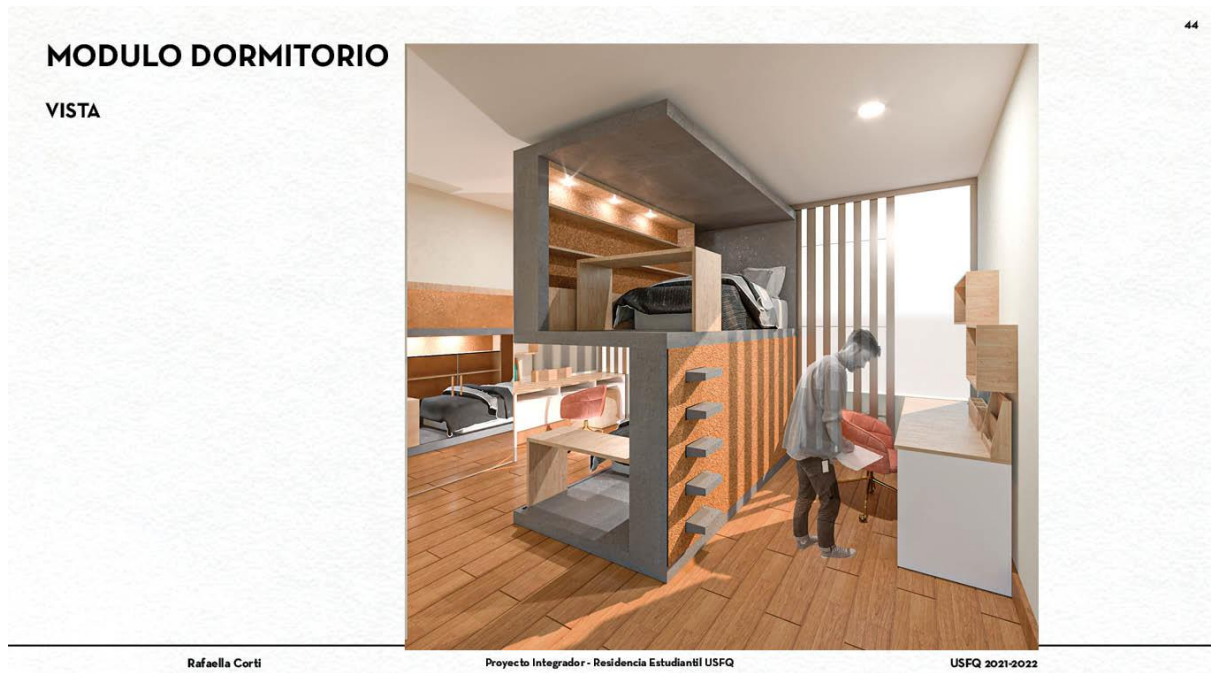 44
MODULO DORMITORIO
VISTA
Rafaella Corti
Proyecto Integrador - Residencia Estudiantil USFQ
USFQ 2021-2022